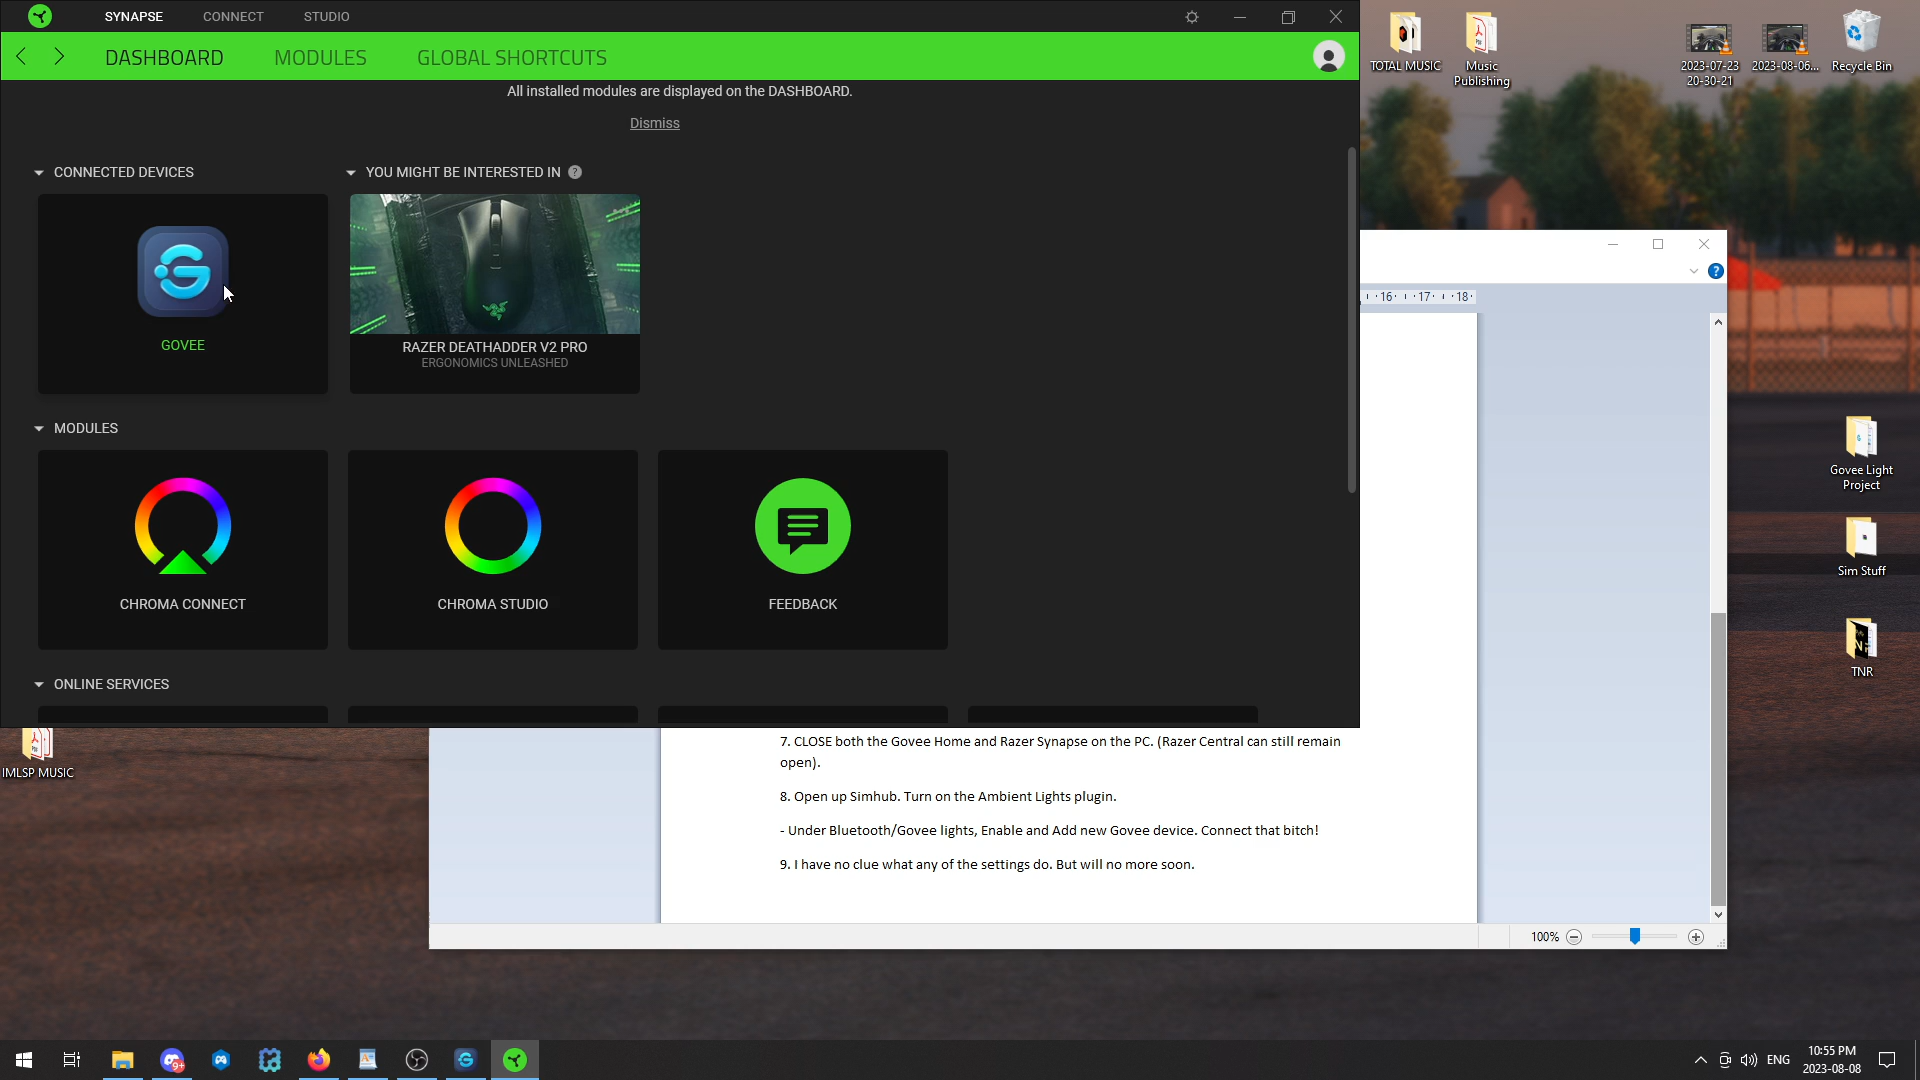 SYNAPSE
CONNECT
STUDIO
DASHBOARD
MODULES
GLOBAL SHORTCUTS
All installed modules are displayed on the DASHBOARD.
Dismiss
CONNECTED DEVICES
YOU MIGHT BE INTERESTED IN ?
GOVEE
RAZER DEATHADDER V2 PRO
ERGONOMICS UNLEASHED
MODULES
CHROMA CONNECT
CHROMA STUDIO
FEEDBACK
ONLINE SERVICES
TOTAL MUSIC
Music
Publishing
2023-07-23
20-30-21
2023-08-06...
Recycle Bin
16 · 17 · 18
Govee Light
Project
Sim Stuff
TNR
IMLSP MUSIC
7. CLOSE both the Govee Home and Razer Synapse on the PC. (Razer Central can still remain
open).
8. Open up Simhub. Turn on the Ambient Lights plugin.
- Under Bluetooth/Govee lights, Enable and Add new Govee device. Connect that bitch!
9. I have no clue what any of the settings do. But will no more soon.
100%
9+
ENG
10:55 PM
2023-08-08